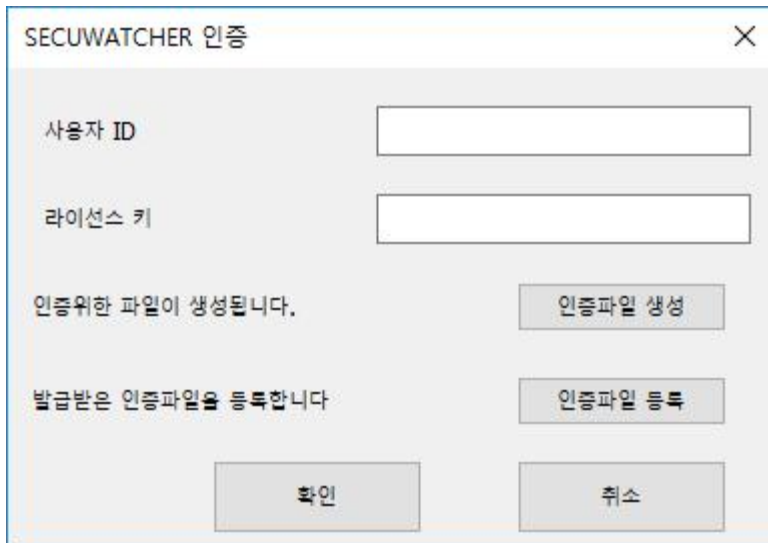 SECUWATCHER 인증
사용자 ID
라이선스 키
인증위한 파일이 생성됩니다.
인증파일 생성
발급받은 인증파일을 등록합니다
인증파일 등록
확인
취소